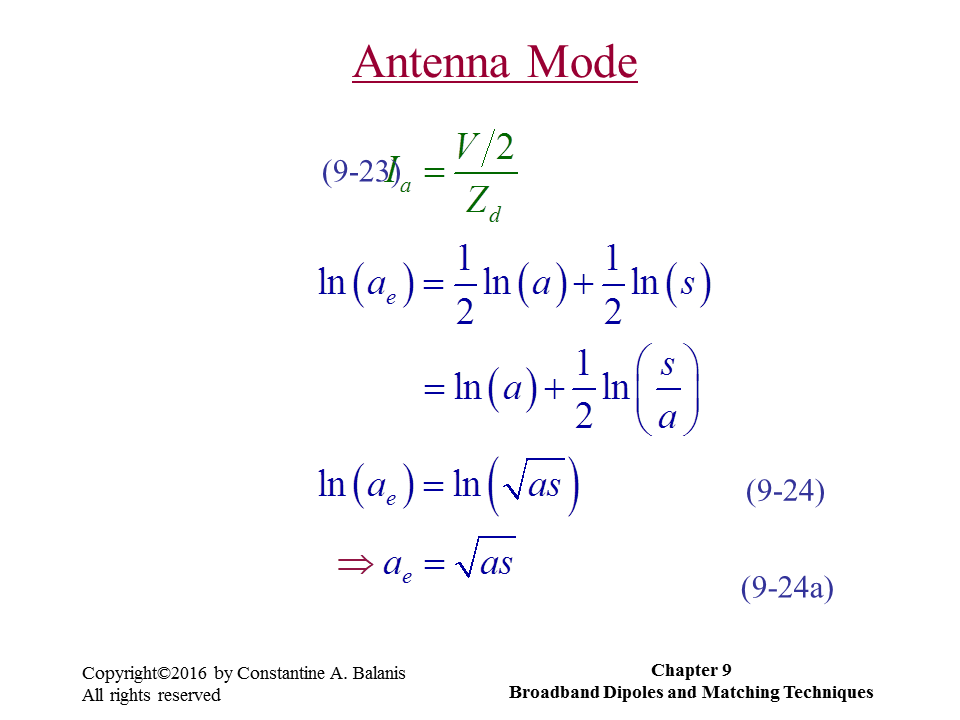 Antenna Mode
(9-23) I_a = (V/2)/Z_d
ln(a_e) = 1/2 ln(a) + 1/2 ln(s)
= ln(a) + 1/2 ln(s/a)
ln(a_e) = ln(√(as)) (9-24)
⇒ a_e = √(as)
(9-24a)
Copyright©2016 by Constantine A. Balanis
All rights reserved
Chapter 9
Broadband Dipoles and Matching Techniques